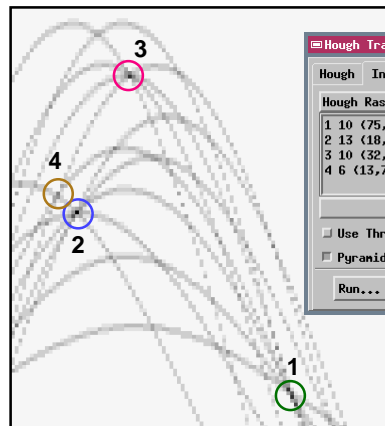 3
Hough Tra
Hough In
Hough Ras
1 10 (75,
2 13 (18,
3 10 (32,
4 6 (13,7
4
2
Use Thr
Pyramid
Run...
1